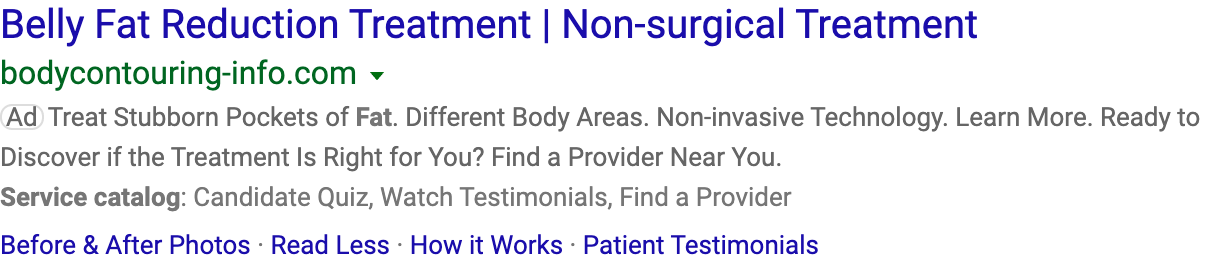 Belly Fat Reduction Treatment | Non-surgical Treatment
bodycontouring-info.com
Ad Treat Stubborn Pockets of Fat. Different Body Areas. Non-invasive Technology. Learn More. Ready to
Discover if the Treatment Is Right for You? Find a Provider Near You.
Service catalog: Candidate Quiz, Watch Testimonials, Find a Provider
Before & After Photos · Read Less · How it Works · Patient Testimonials